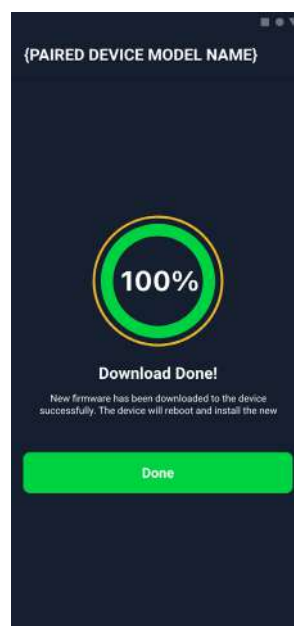 {PAIRED DEVICE MODEL NAME}
100%
Download Done!
New firmware has been downloaded to the device
successfully. The device will reboot and install the new
Done